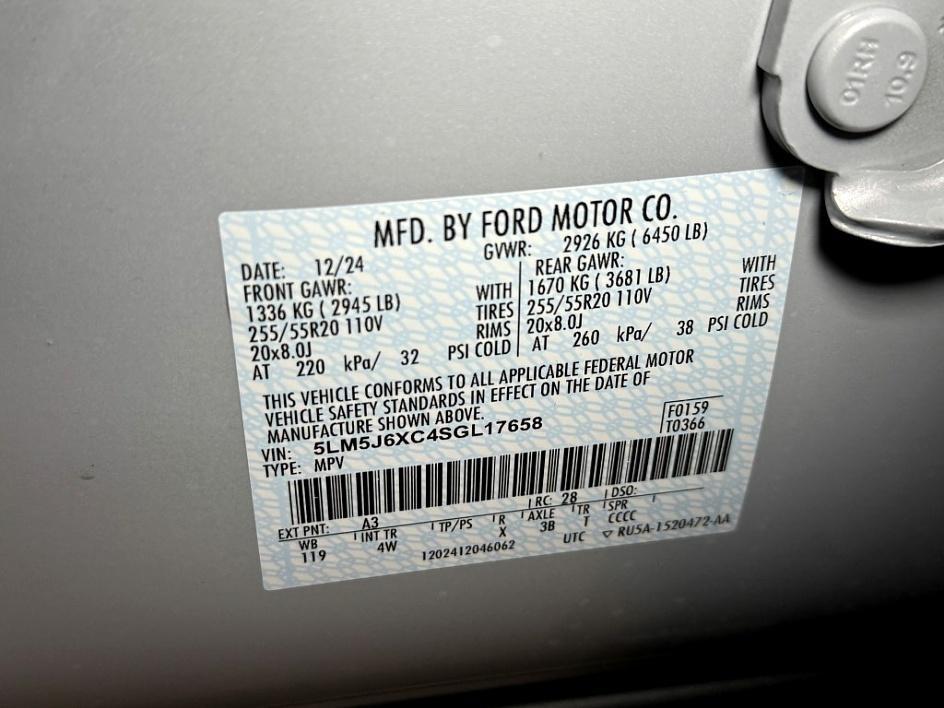 01RH
10.9
MFD. BY FORD MOTOR CO.
DATE: 12/24
GVWR: 2926 KG ( 6450 LB)
FRONT GAWR:
1336 KG ( 2945 LB) WITH
255/55R20 110V TIRES
20x8.0J RIMS
AT 220 kPa/ 32 PSI COLD
REAR GAWR: WITH
1670 KG ( 3681 LB) TIRES
255/55R20 110V RIMS
20x8.0J
AT 260 kPa/ 38 PSI COLD
THIS VEHICLE CONFORMS TO ALL APPLICABLE FEDERAL MOTOR
VEHICLE SAFETY STANDARDS IN EFFECT ON THE DATE OF
MANUFACTURE SHOWN ABOVE.
VIN: 5LM5J6XC4SGL17658
TYPE: MPV
F0159
T0366
EXT PNT: A3 RC: 28 DSO:
WB INT TR TP/PS R AXLE TR SPR
119 4W X 3B T CCCC
1202412046062 UTC ▽ RU5A-1520472-AA